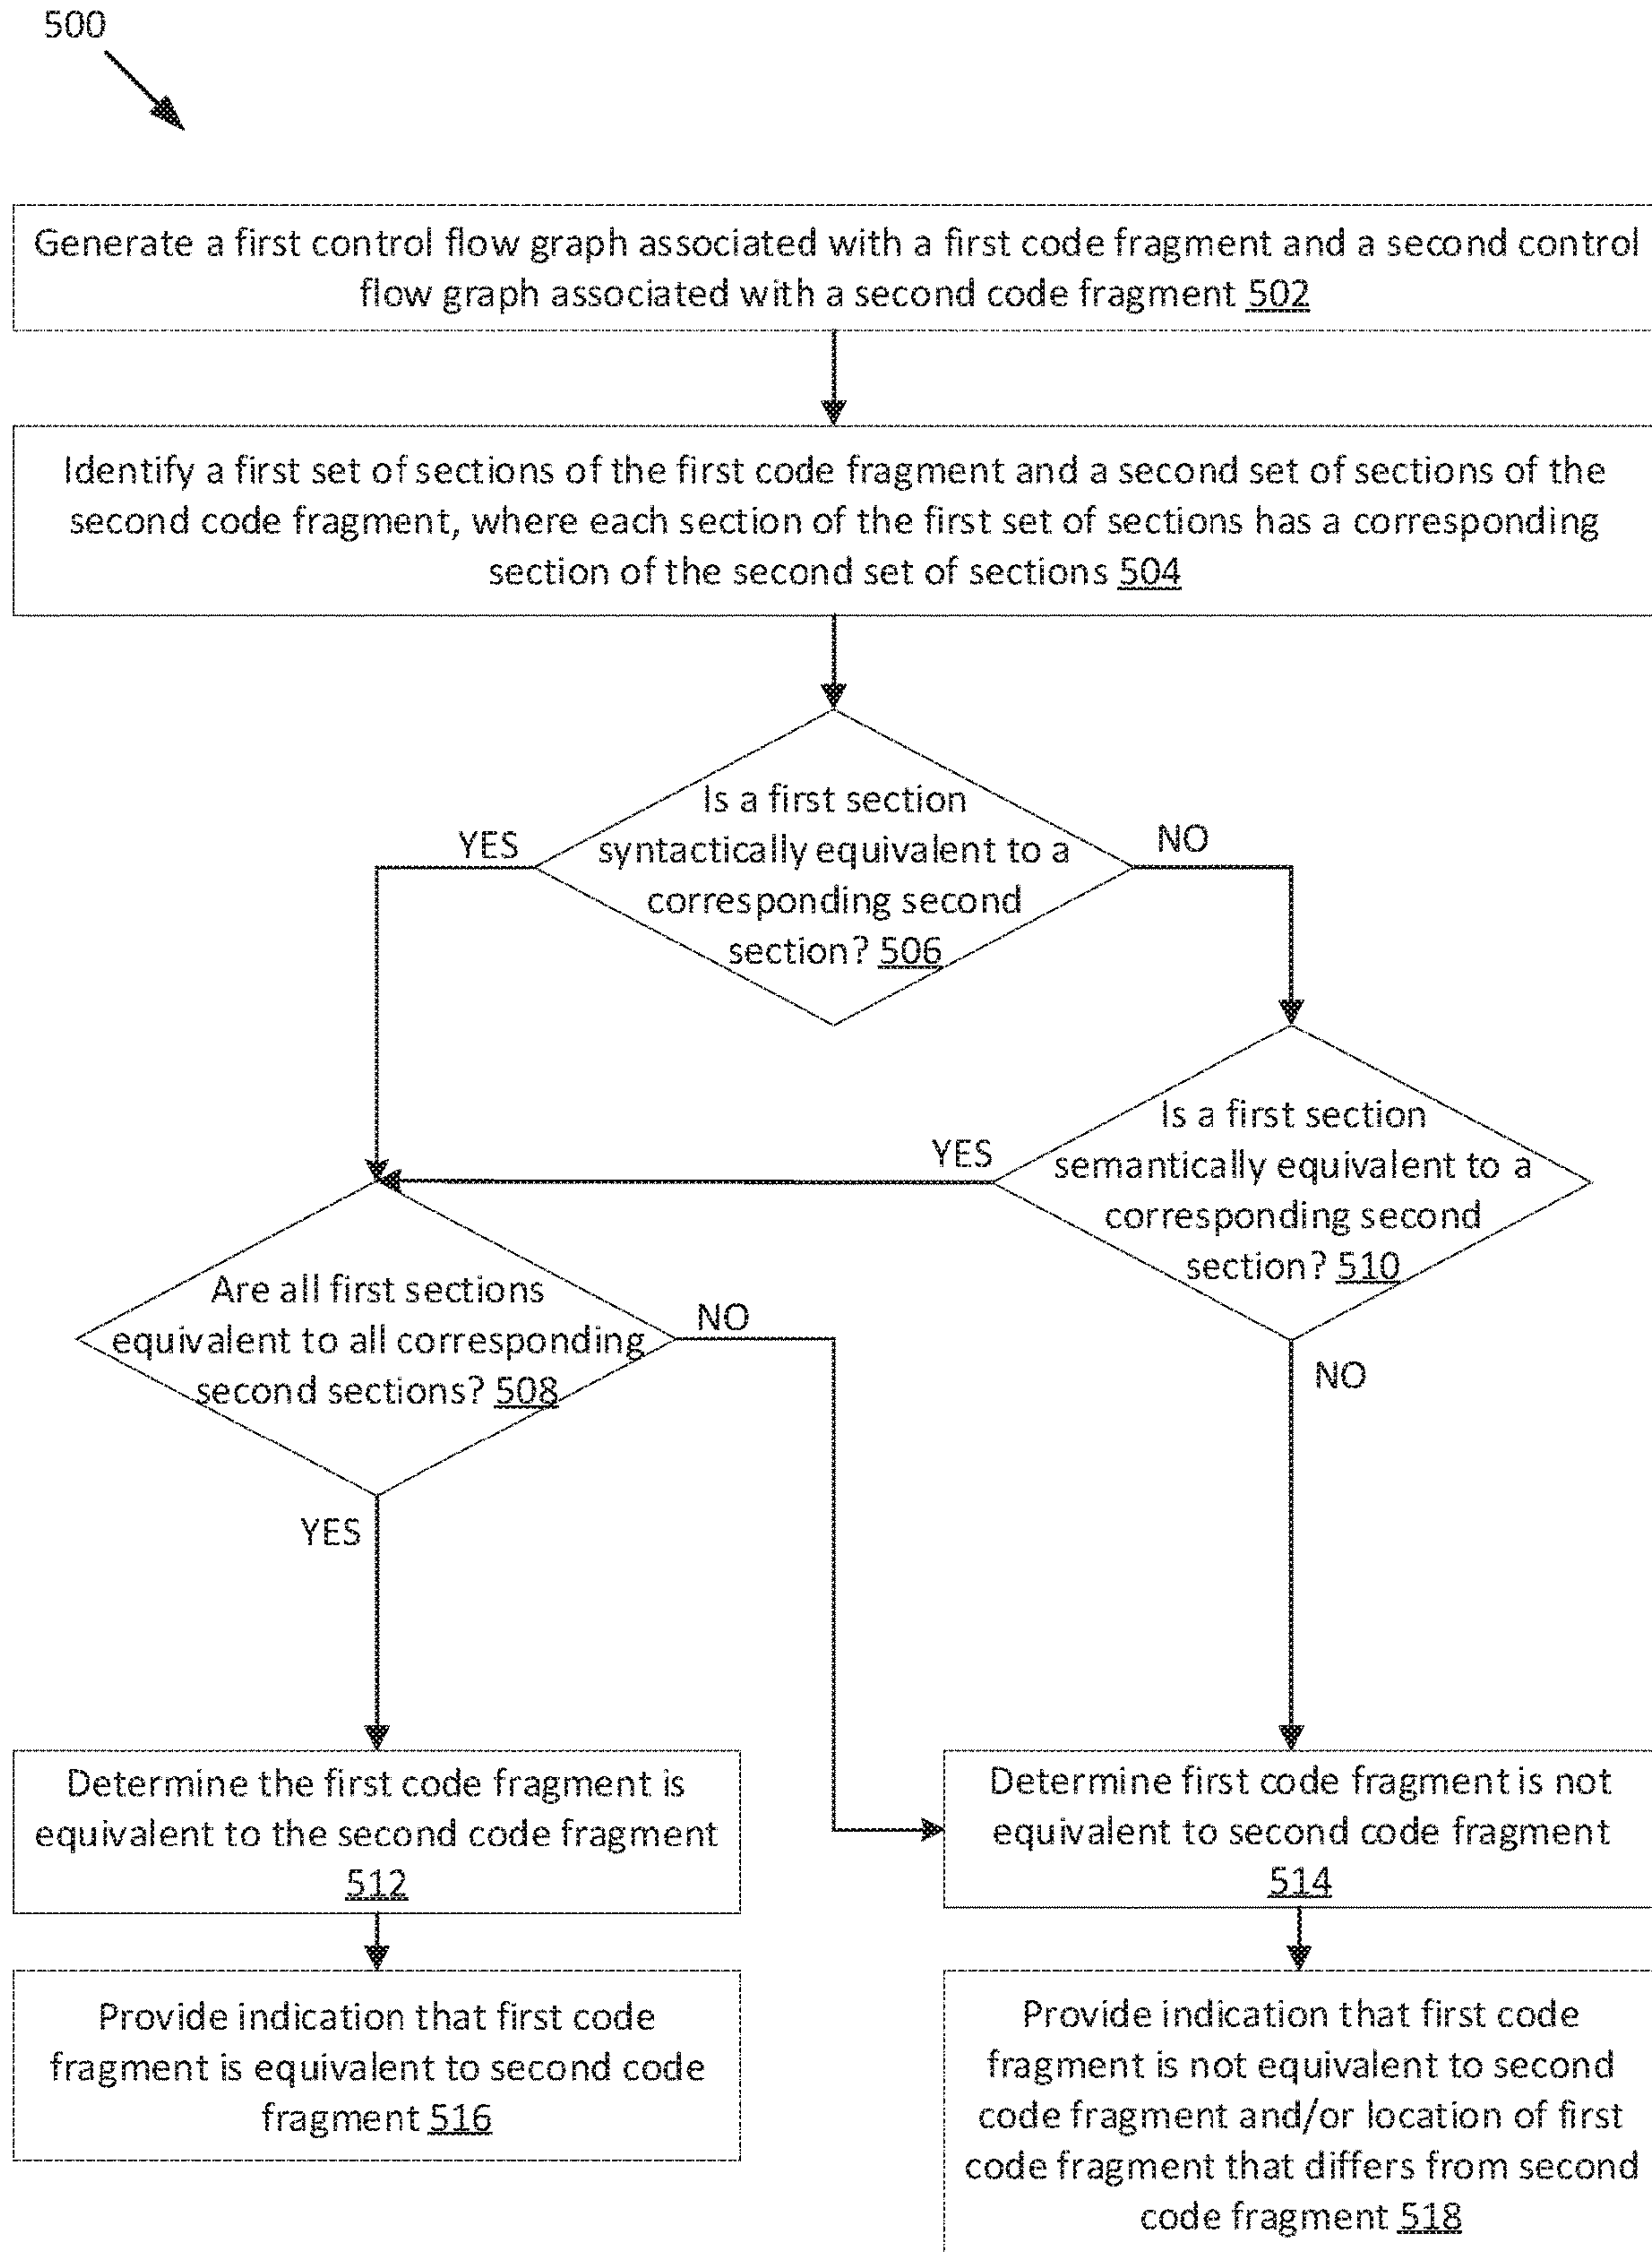 500
Generate a first control flow graph associated with a first code fragment and a second control
flow graph associated with a second code fragment 502
Identify a first set of sections of the first code fragment and a second set of sections of the
second code fragment, where each section of the first set of sections has a corresponding
section of the second set of sections 504
Is a first section
syntactically equivalent to a
corresponding second
section? 506
YES
NO
Is a first section
semantically equivalent to a
corresponding second
section? 510
YES
NO
Are all first sections
equivalent to all corresponding
second sections? 508
NO
YES
Determine the first code fragment is
equivalent to the second code fragment
512
Determine first code fragment is not
equivalent to second code fragment
514
Provide indication that first code
fragment is equivalent to second code
fragment 516
Provide indication that first code
fragment is not equivalent to second
code fragment and/or location of first
code fragment that differs from second
code fragment 518